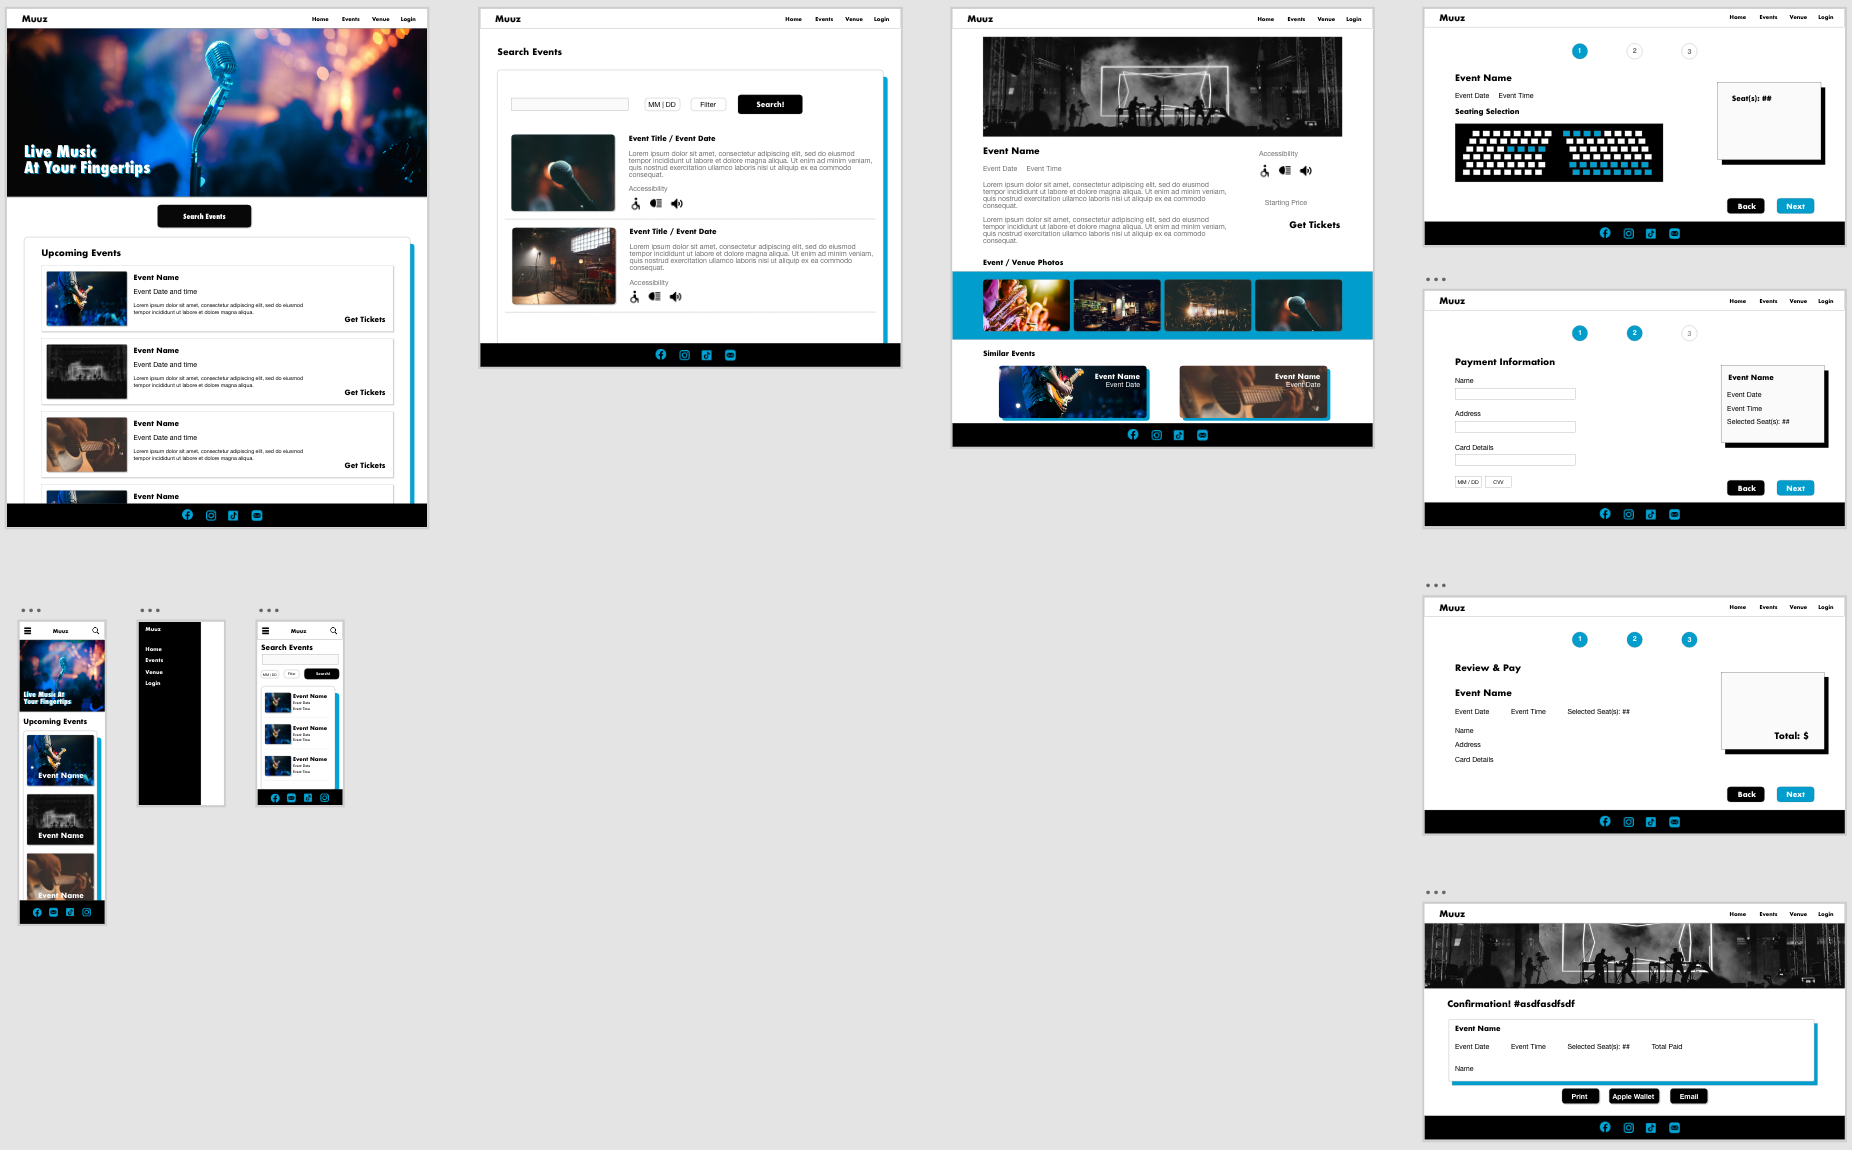 Muuz
Home Events Venue Login
Live Music
At Your Fingertips
Search Events
Upcoming Events
Event Name
Event Date and time
Lorem ipsum dolor sit amet, consectetur adipiscing elit, sed do eiusmod
tempor incididunt ut labore et dolore magna aliqua.
Get Tickets
Event Name
Event Date and time
Lorem ipsum dolor sit amet, consectetur adipiscing elit, sed do eiusmod
tempor incididunt ut labore et dolore magna aliqua.
Get Tickets
Event Name
Event Date and time
Lorem ipsum dolor sit amet, consectetur adipiscing elit, sed do eiusmod
tempor incididunt ut labore et dolore magna aliqua.
Get Tickets
Event Name
Muuz
Home Events Venue Login
Search Events
MM | DD Filter Search!
Event Title / Event Date
Lorem ipsum dolor sit amet, consectetur adipiscing elit, sed do eiusmod
tempor incididunt ut labore et dolore magna aliqua. Ut enim ad minim veniam,
quis nostrud exercitation ullamco laboris nisi ut aliquip ex ea commodo
consequat.
Accessibility
Event Title / Event Date
Lorem ipsum dolor sit amet, consectetur adipiscing elit, sed do eiusmod
tempor incididunt ut labore et dolore magna aliqua. Ut enim ad minim veniam,
quis nostrud exercitation ullamco laboris nisi ut aliquip ex ea commodo
consequat.
Accessibility
Muuz
Home Events Venue Login
Event Name
Event Date Event Time
Lorem ipsum dolor sit amet, consectetur adipiscing elit, sed do eiusmod
tempor incididunt ut labore et dolore magna aliqua. Ut enim ad minim veniam,
quis nostrud exercitation ullamco laboris nisi ut aliquip ex ea commodo
consequat.
Lorem ipsum dolor sit amet, consectetur adipiscing elit, sed do eiusmod
tempor incididunt ut labore et dolore magna aliqua. Ut enim ad minim veniam,
quis nostrud exercitation ullamco laboris nisi ut aliquip ex ea commodo
consequat.
Accessibility
Starting Price
Get Tickets
Event / Venue Photos
Similar Events
Event Name
Event Date
Event Name
Event Date
Muuz
Home Events Venue Login
1 2 3
Event Name
Event Date Event Time
Seating Selection
Seat(s): ##
Back Next
Muuz
Home Events Venue Login
1 2 3
Payment Information
Name
Address
Card Details
MM / DD CVV
Event Name
Event Date
Event Time
Selected Seat(s): ##
Back Next
Muuz
Home Events Venue Login
1 2 3
Review & Pay
Event Name
Event Date Event Time Selected Seat(s): ##
Name
Address
Card Details
Total: $
Back Next
Muuz
Home Events Venue Login
Confirmation! #asdfasdfsdf
Event Name
Event Date Event Time Selected Seat(s): ## Total Paid
Name
Print Apple Wallet Email
Muuz
Live Music At
Your Fingertips
Upcoming Events
Event Name
Event Name
Event Name
Muuz
Home
Events
Venue
Login
Muuz
Search Events
MM | DD Filter Search!
Event Name
Event Date
Event Time
Event Name
Event Date
Event Time
Event Name
Event Date
Event Time